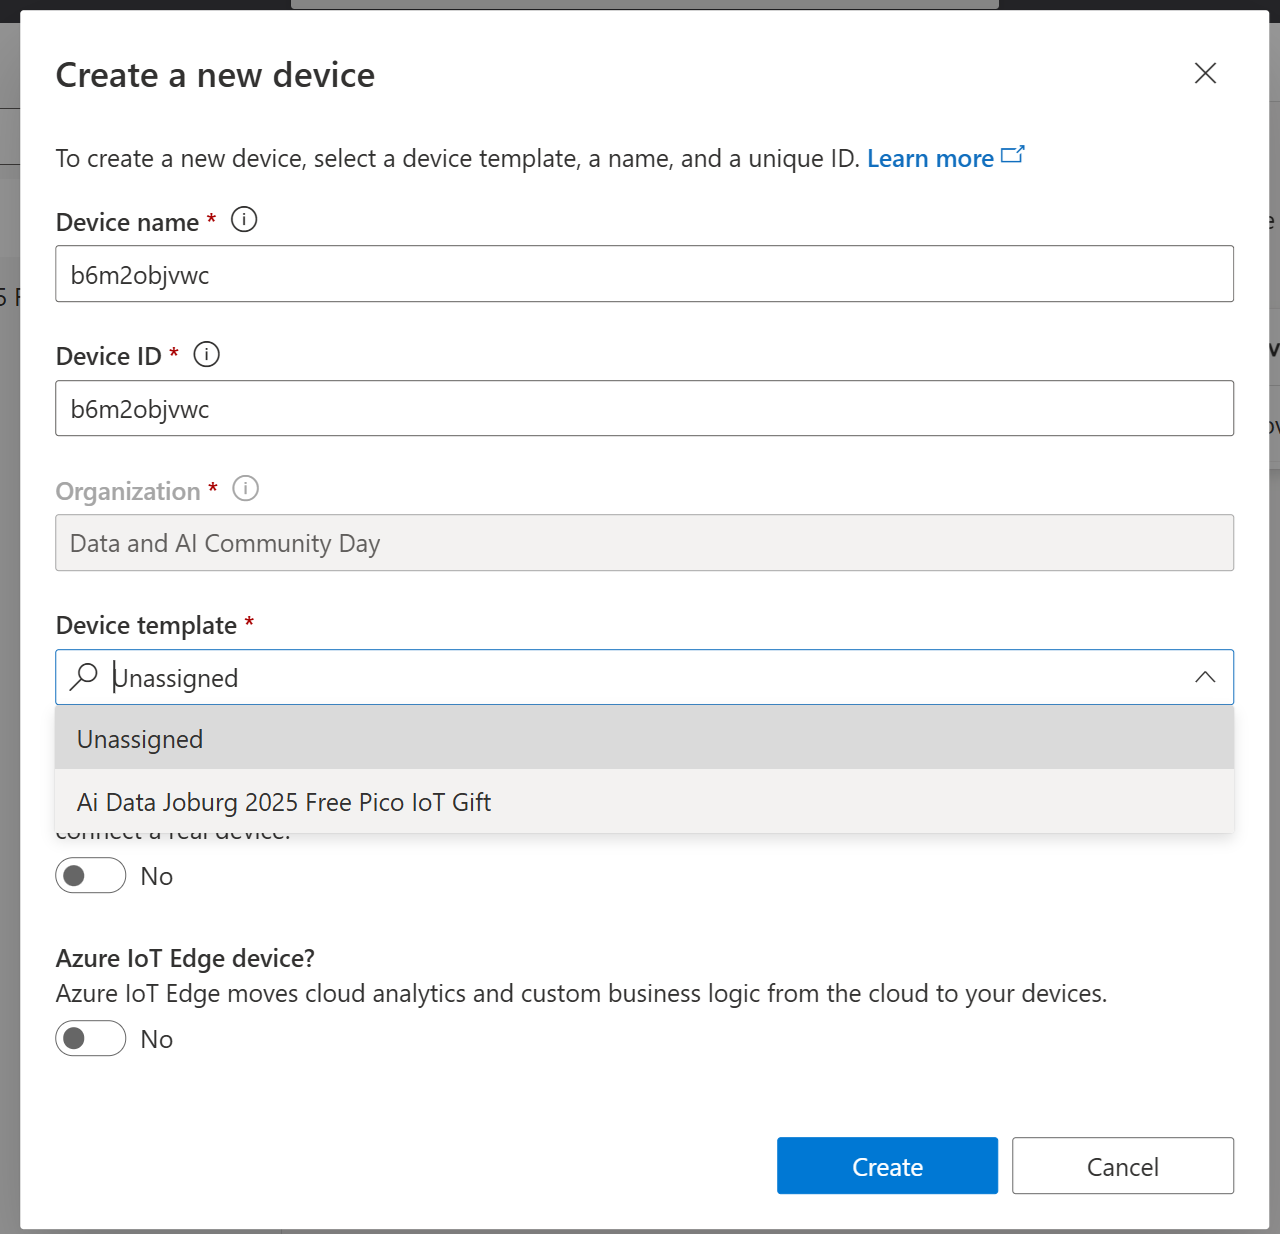 Create a new device
To create a new device, select a device template, a name, and a unique ID. Learn more
Device name *
b6m2objvwc
Device ID *
b6m2objvwc
Organization *
Data and AI Community Day
Device template *
Unassigned
Unassigned
Ai Data Joburg 2025 Free Pico IoT Gift
connect a real device.
No
Azure IoT Edge device?
Azure IoT Edge moves cloud analytics and custom business logic from the cloud to your devices.
No
Create Cancel